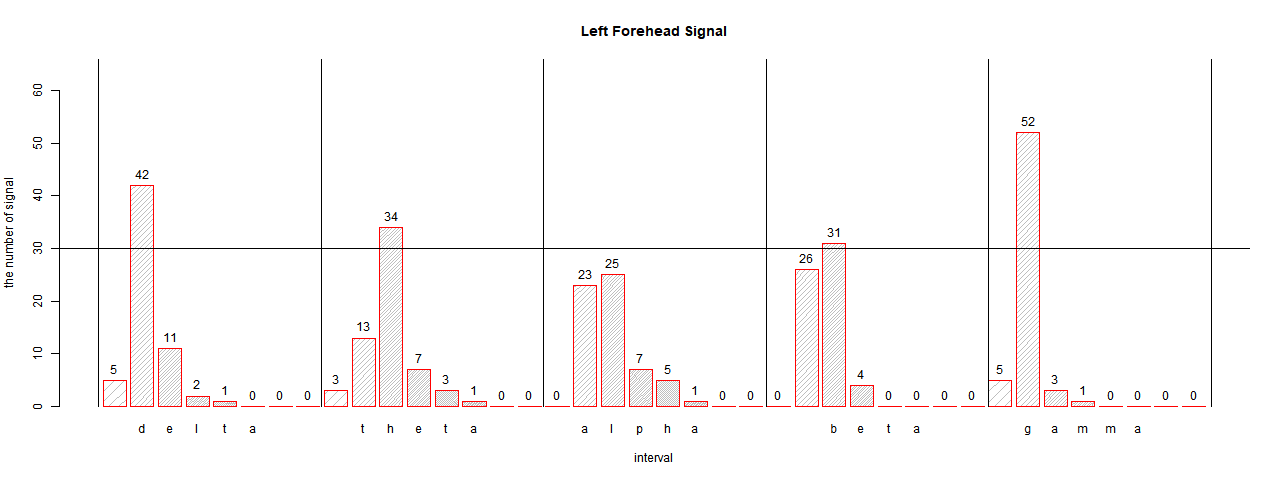 Left Forehead Signal
the number of signal
60
50
40
30
20
10
0
5 42 11 2 1 0 0 0
3 13 34 7 3 1 0 0
0 23 25 7 5 1 0 0
0 26 31 4 0 0 0 0
5 52 3 1 0 0 0 0
d e l t a t h e t a a l p h a b e t a g a m m a
interval